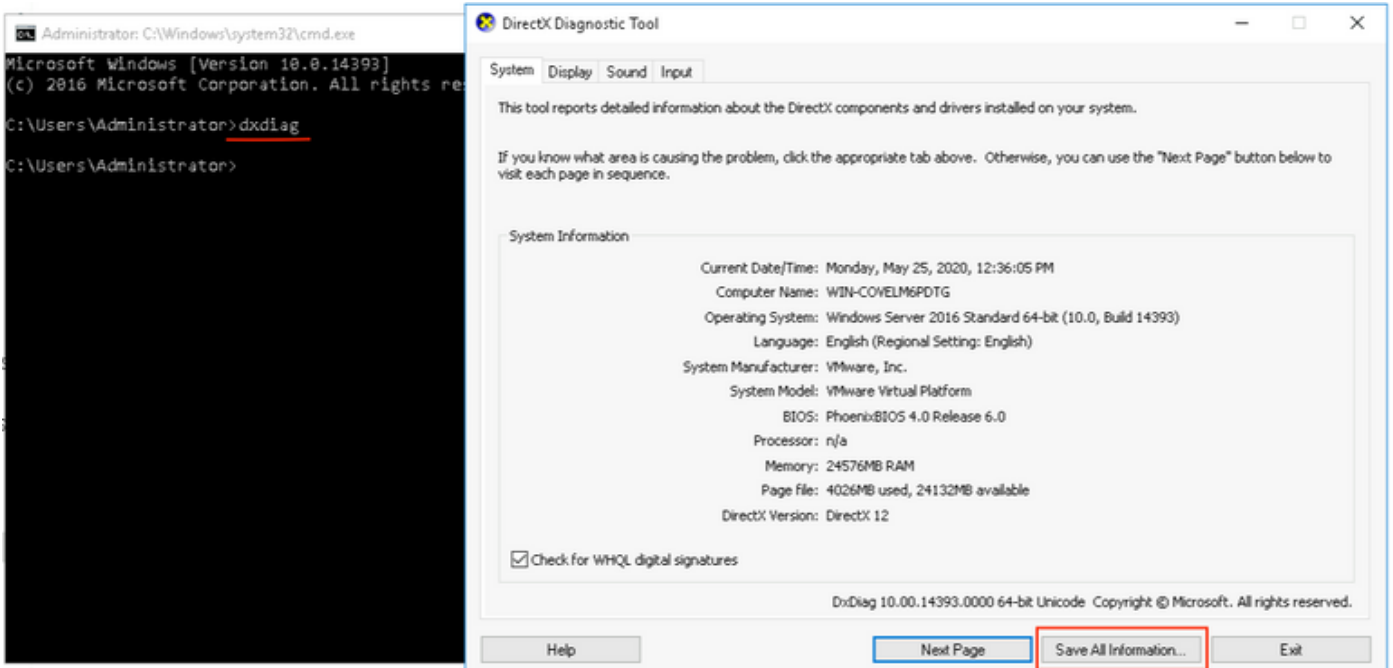 Administrator: C:\Windows\system32\cmd.exe
Microsoft Windows [Version 10.0.14393]
(c) 2016 Microsoft Corporation. All rights re
C:\Users\Administrator>dxdiag
C:\Users\Administrator>
DirectX Diagnostic Tool
System Display Sound Input
This tool reports detailed information about the DirectX components and drivers installed on your system.
If you know what area is causing the problem, click the appropriate tab above. Otherwise, you can use the "Next Page" button below to
visit each page in sequence.
System Information
Current Date/Time: Monday, May 25, 2020, 12:36:05 PM
Computer Name: WIN-COVELM6PDTG
Operating System: Windows Server 2016 Standard 64-bit (10.0, Build 14393)
Language: English (Regional Setting: English)
System Manufacturer: VMware, Inc.
System Model: VMware Virtual Platform
BIOS: PhoenixBIOS 4.0 Release 6.0
Processor: n/a
Memory: 24576MB RAM
Page file: 4026MB used, 24132MB available
DirectX Version: DirectX 12
Check for WHQL digital signatures
DxDiag 10.00.14393.0000 64-bit Unicode Copyright © Microsoft. All rights reserved.
Help Next Page Save All Information... Exit